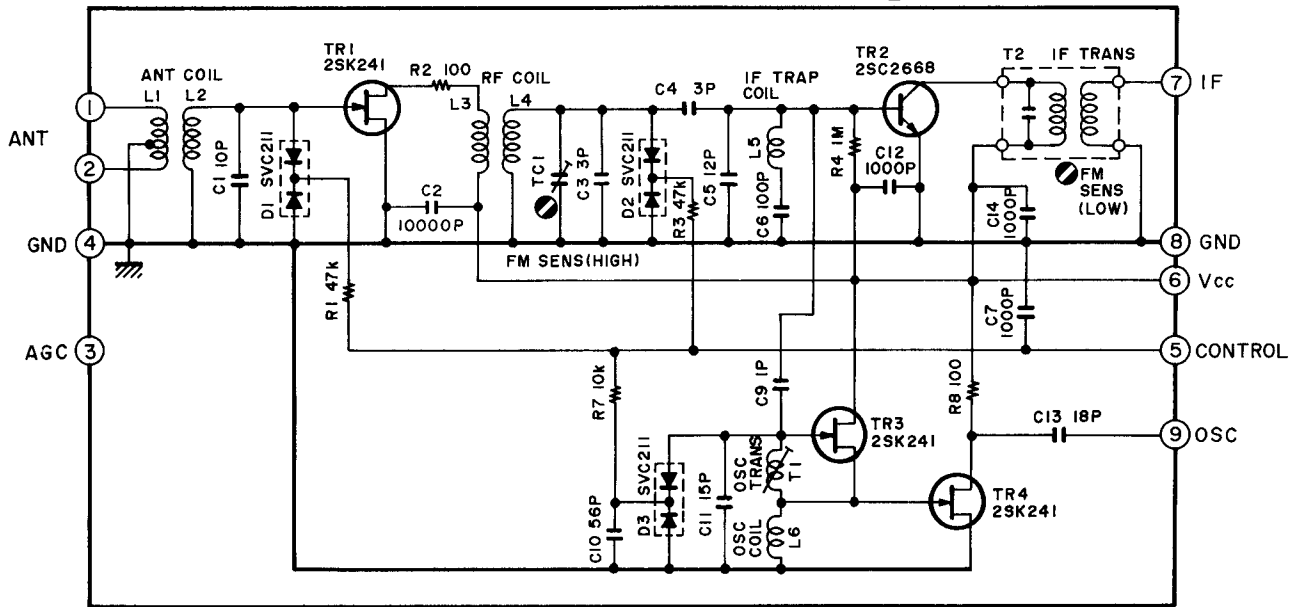 TR1
2SK241
R2 100
ANT COIL
L1 L2
RF COIL
L3 L4
C4 3P
IF TRAP
COIL
TR2
2SC2668
T2 IF TRANS
7 IF
1
ANT
2
C1 10P
D1 SVC211
C2
10000P
TC1
C3 3P
D2 SVC211
R3 47k
C5 12P
L5
C6 100P
R4 1M
C12
1000P
FM
SENS
(LOW)
C14
1000P
GND 4
8 GND
FM SENS(HIGH)
6 Vcc
R1 47k
C7
1000P
AGC 3
5 CONTROL
R7 10k
C9 1P
R8 100
TR3
2SK241
C13 18P
9 OSC
SVC211
D3
C10 56P
C11 15P
OSC
TRANS
T1
OSC
COIL
L6
TR4
2SK241